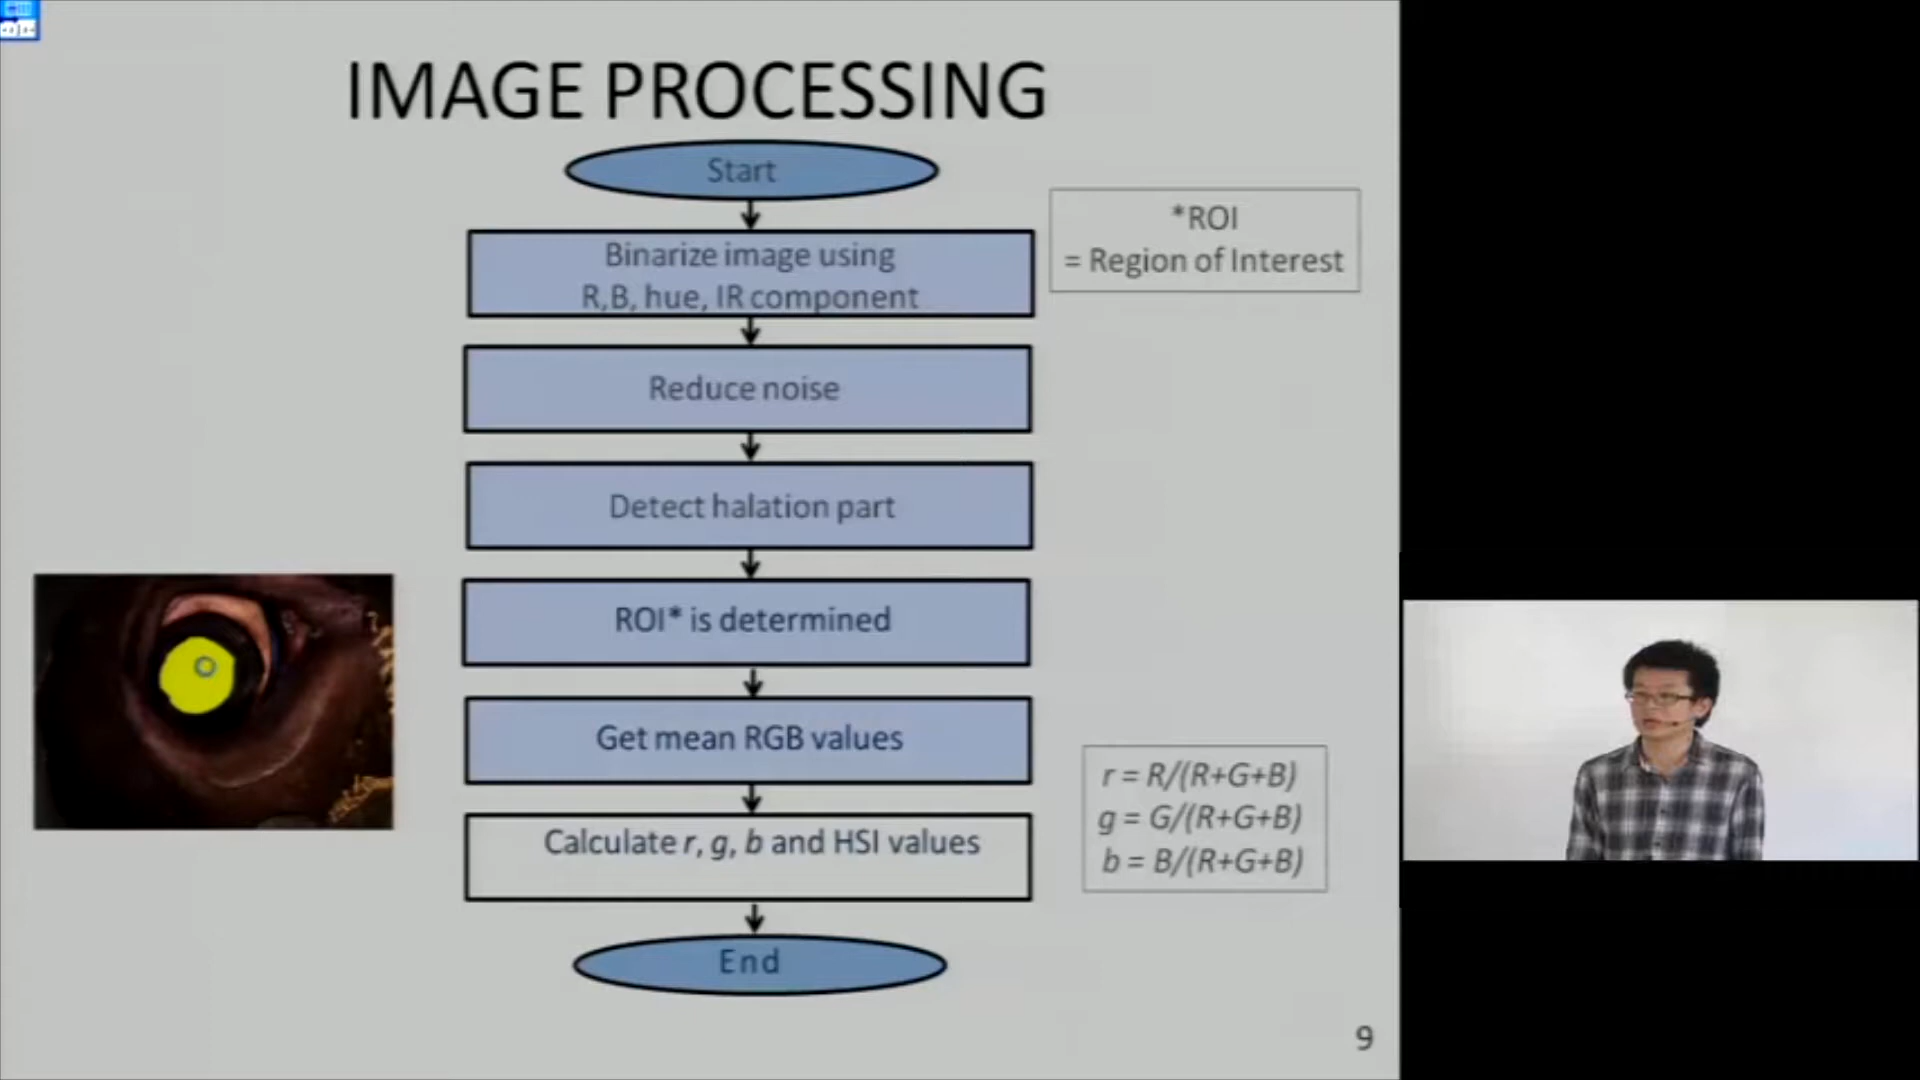 IMAGE PROCESSING
Start
*ROI
= Region of Interest
Binarize image using
R,B, hue, IR component
Reduce noise
Detect halation part
ROI* is determined
Get mean RGB values
r = R/(R+G+B)
g = G/(R+G+B)
b = B/(R+G+B)
Calculate r, g, b and HSI values
End
9